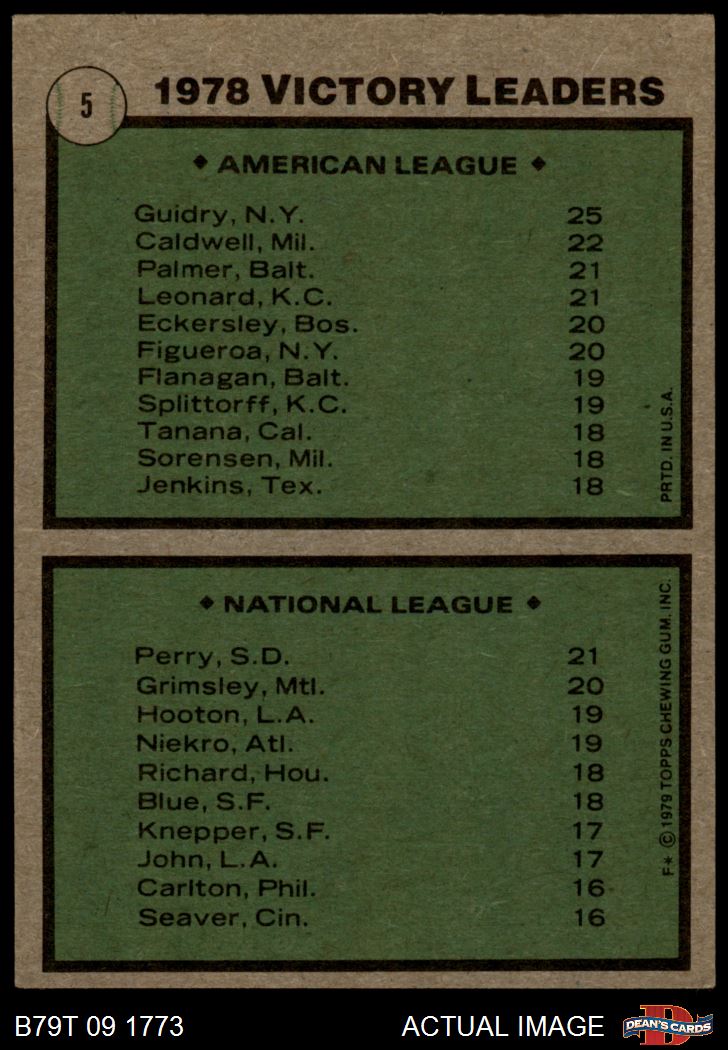 5
1978 VICTORY LEADERS
◆ AMERICAN LEAGUE ◆
Guidry, N.Y. 25
Caldwell, Mil. 22
Palmer, Balt. 21
Leonard, K.C. 21
Eckersley, Bos. 20
Figueroa, N.Y. 20
Flanagan, Balt. 19
Splittorff, K.C. 19
Tanana, Cal. 18
Sorensen, Mil. 18
Jenkins, Tex. 18
PRTD. IN U.S.A.
◆ NATIONAL LEAGUE ◆
Perry, S.D. 21
Grimsley, Mtl. 20
Hooton, L.A. 19
Niekro, Atl. 19
Richard, Hou. 18
Blue, S.F. 18
Knepper, S.F. 17
John, L.A. 17
Carlton, Phil. 16
Seaver, Cin. 16
F* © 1979 TOPPS CHEWING GUM, INC.
B79T 09 1773
ACTUAL IMAGE
D
DEAN'S CARDS